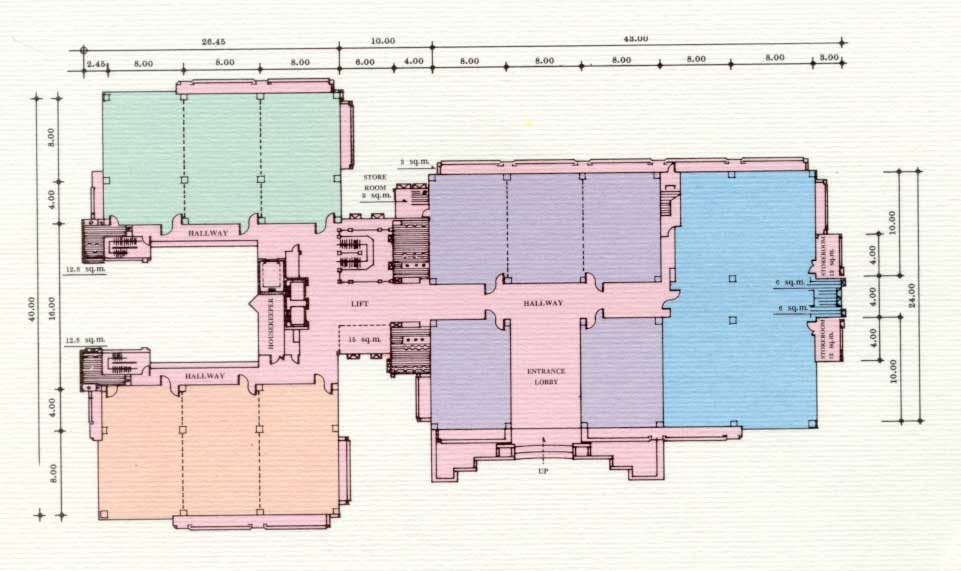 26.45
10.00
43.00
2.45
8.00
8.00
8.00
6.00
4.00
8.00
8.00
8.00
8.00
8.00
3.00
40.00
8.00
4.00
16.00
4.00
8.00
3 sq.m.
STORE
ROOM
9 sq.m.
HALLWAY
12.8 sq.m.
HOUSEKEEPER
LIFT
15 sq.m.
12.8 sq.m.
HALLWAY
HALLWAY
ENTRANCE
LOBBY
UP
STOREROOM
12 sq.m.
6 sq.m.
6 sq.m.
STOREROOM
12 sq.m.
4.00
4.00
4.00
10.00
10.00
24.00